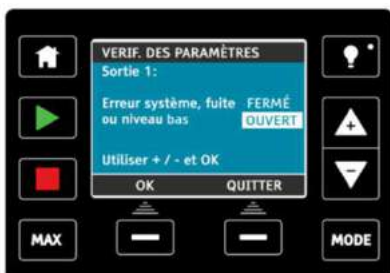 VERIF. DES PARAMÈTRES
Sortie 1:
Erreur système, fuite FERMÉ
ou niveau bas OUVERT
Utiliser + / - et OK
OK QUITTER
MAX
MODE